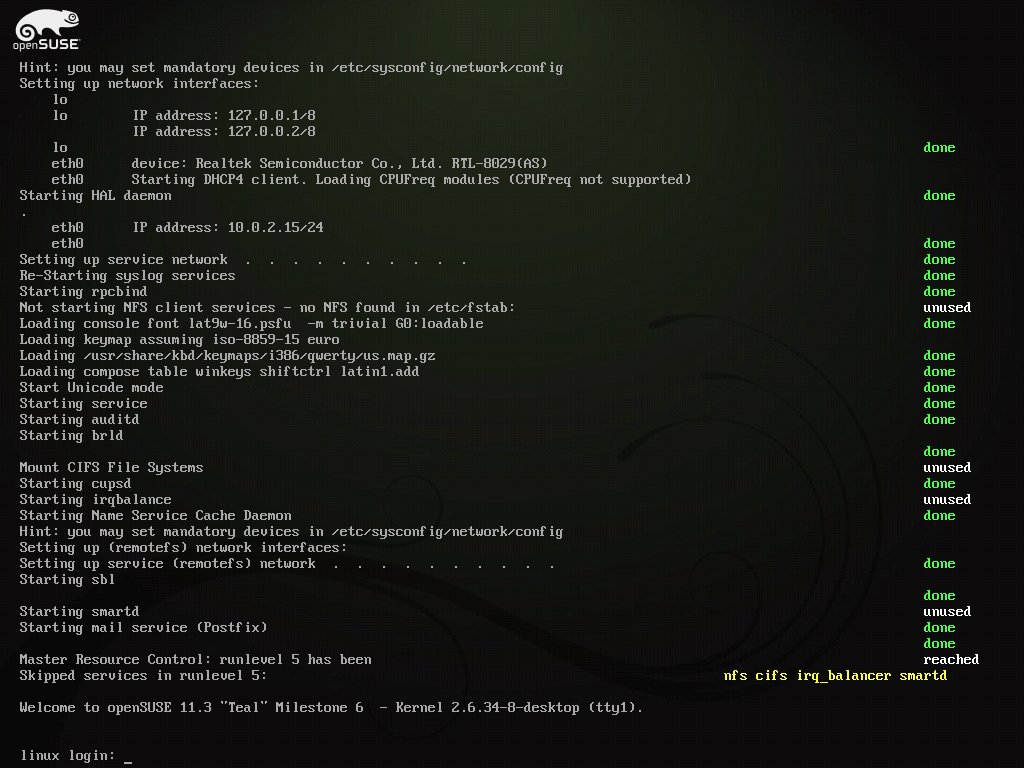 openSUSE
Hint: you may set mandatory devices in /etc/sysconfig/network/config
Setting up network interfaces:
lo
lo IP address: 127.0.0.1/8
IP address: 127.0.0.2/8
lo done
eth0 device: Realtek Semiconductor Co., Ltd. RTL-8029(AS)
eth0 Starting DHCP4 client. Loading CPUFreq modules (CPUFreq not supported)
Starting HAL daemon done
.
eth0 IP address: 10.0.2.15/24
eth0 done
Setting up service network . . . . . . . . . . done
Re-Starting syslog services done
Starting rpcbind done
Not starting NFS client services - no NFS found in /etc/fstab: unused
Loading console font lat9w-16.psfu -m trivial G0:loadable done
Loading keymap assuming iso-8859-15 euro
Loading /usr/share/kbd/keymaps/i386/qwerty/us.map.gz done
Loading compose table winkeys shiftctrl latin1.add done
Start Unicode mode done
Starting service done
Starting auditd done
Starting brld
done
Mount CIFS File Systems unused
Starting cupsd done
Starting irqbalance unused
Starting Name Service Cache Daemon done
Hint: you may set mandatory devices in /etc/sysconfig/network/config
Setting up (remotefs) network interfaces:
Setting up service (remotefs) network . . . . . . . . . . done
Starting sbl
done
Starting smartd unused
Starting mail service (Postfix) done
done
Master Resource Control: runlevel 5 has been reached
Skipped services in runlevel 5: nfs cifs irq_balancer smartd
Welcome to openSUSE 11.3 "Teal" Milestone 6 - Kernel 2.6.34-8-desktop (tty1).
linux login: _